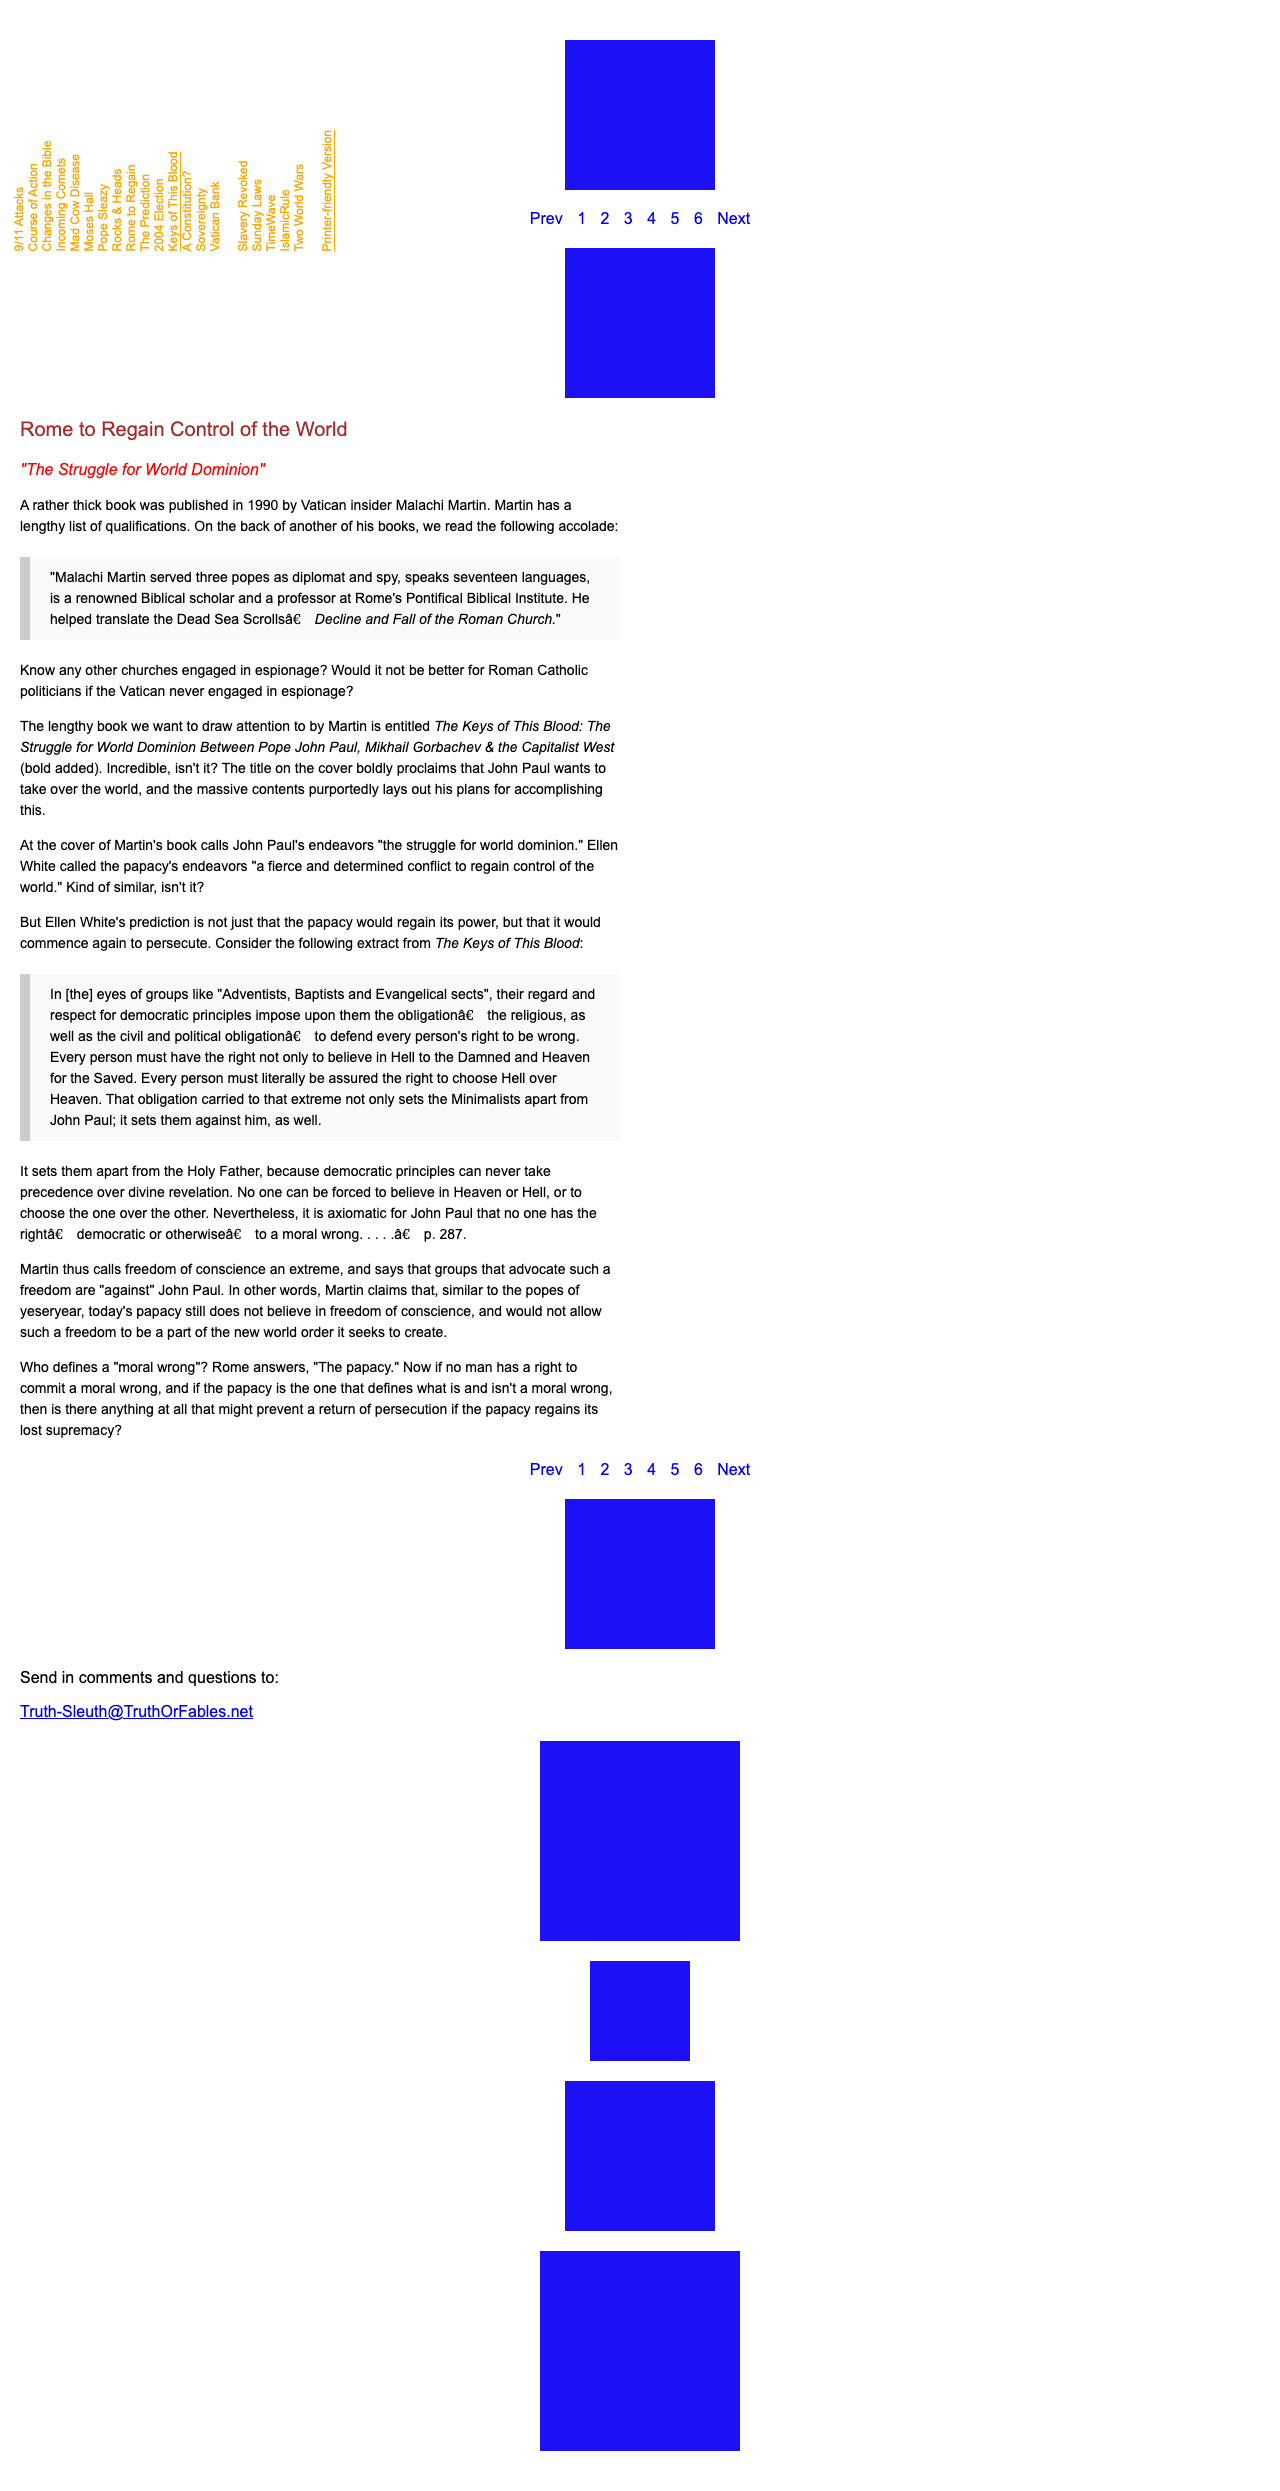 9/11 Attacks
Course of Action
Changes in the Bible
Incoming Comets
Mad Cow Disease
Moses Hall
Pope Sleazy
Rocks & Heads
Rome to Regain
The Prediction
2004 Election
Keys of This Blood
A Constitution?
Sovereignty
Vatican Bank
Slavery Revoked
Sunday Laws
TimeWave
IslamicRule
Two World Wars
Printer-friendly Version
Prev 1 2 3 4 5 6 Next
Rome to Regain Control of the World
"The Struggle for World Dominion"
A rather thick book was published in 1990 by Vatican insider Malachi Martin. Martin has a
lengthy list of qualifications. On the back of another of his books, we read the following accolade:
"Malachi Martin served three popes as diplomat and spy, speaks seventeen languages,
is a renowned Biblical scholar and a professor at Rome's Pontifical Biblical Institute. He
helped translate the Dead Sea Scrollsâ€ Decline and Fall of the Roman Church."
Know any other churches engaged in espionage? Would it not be better for Roman Catholic
politicians if the Vatican never engaged in espionage?
The lengthy book we want to draw attention to by Martin is entitled The Keys of This Blood: The
Struggle for World Dominion Between Pope John Paul, Mikhail Gorbachev & the Capitalist West
(bold added). Incredible, isn't it? The title on the cover boldly proclaims that John Paul wants to
take over the world, and the massive contents purportedly lays out his plans for accomplishing
this.
At the cover of Martin's book calls John Paul's endeavors "the struggle for world dominion." Ellen
White called the papacy's endeavors "a fierce and determined conflict to regain control of the
world." Kind of similar, isn't it?
But Ellen White's prediction is not just that the papacy would regain its power, but that it would
commence again to persecute. Consider the following extract from The Keys of This Blood:
In [the] eyes of groups like "Adventists, Baptists and Evangelical sects", their regard and
respect for democratic principles impose upon them the obligationâ€ the religious, as
well as the civil and political obligationâ€ to defend every person's right to be wrong.
Every person must have the right not only to believe in Hell to the Damned and Heaven
for the Saved. Every person must literally be assured the right to choose Hell over
Heaven. That obligation carried to that extreme not only sets the Minimalists apart from
John Paul; it sets them against him, as well.
It sets them apart from the Holy Father, because democratic principles can never take
precedence over divine revelation. No one can be forced to believe in Heaven or Hell, or to
choose the one over the other. Nevertheless, it is axiomatic for John Paul that no one has the
rightâ€ democratic or otherwiseâ€ to a moral wrong. . . . .â€ p. 287.
Martin thus calls freedom of conscience an extreme, and says that groups that advocate such a
freedom are "against" John Paul. In other words, Martin claims that, similar to the popes of
yeseryear, today's papacy still does not believe in freedom of conscience, and would not allow
such a freedom to be a part of the new world order it seeks to create.
Who defines a "moral wrong"? Rome answers, "The papacy." Now if no man has a right to
commit a moral wrong, and if the papacy is the one that defines what is and isn't a moral wrong,
then is there anything at all that might prevent a return of persecution if the papacy regains its
lost supremacy?
Prev 1 2 3 4 5 6 Next
Send in comments and questions to:
Truth-Sleuth@TruthOrFables.net